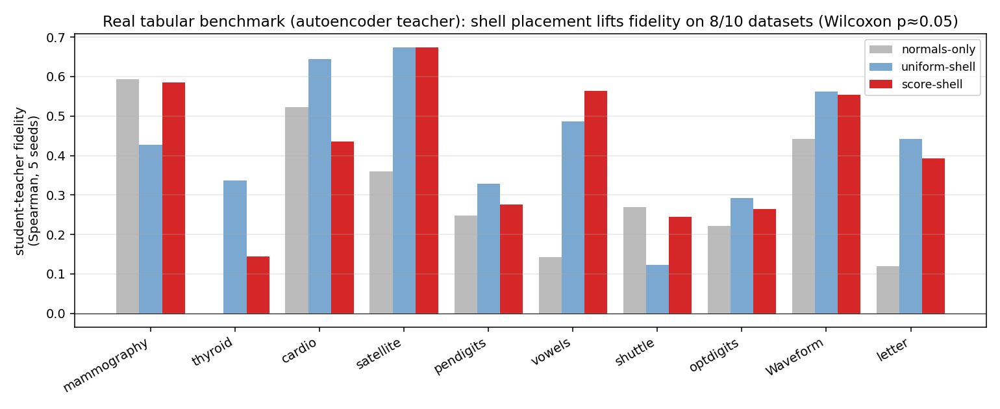 Real tabular benchmark (autoencoder teacher): shell placement lifts fidelity on 8/10 datasets (Wilcoxon p≈0.05)
student-teacher fidelity
(Spearman, 5 seeds)
0.7
0.6
0.5
0.4
0.3
0.2
0.1
0.0
normals-only
uniform-shell
score-shell
mammography
thyroid
cardio
satellite
pendigits
vowels
shuttle
optdigits
Waveform
letter